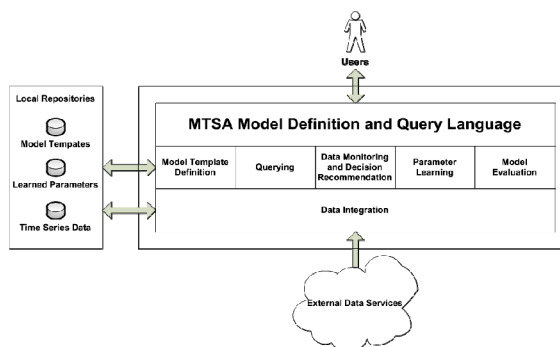 Users
Local Repositories
Model Tempates
Learned Parameters
Time Series Data
MTSA Model Definition and Query Language
Model Template
Definition
Querying
Data Monitoring
and Decision
Recommendation
Parameter
Learning
Model
Evaluation
Data Integration
External Data Services